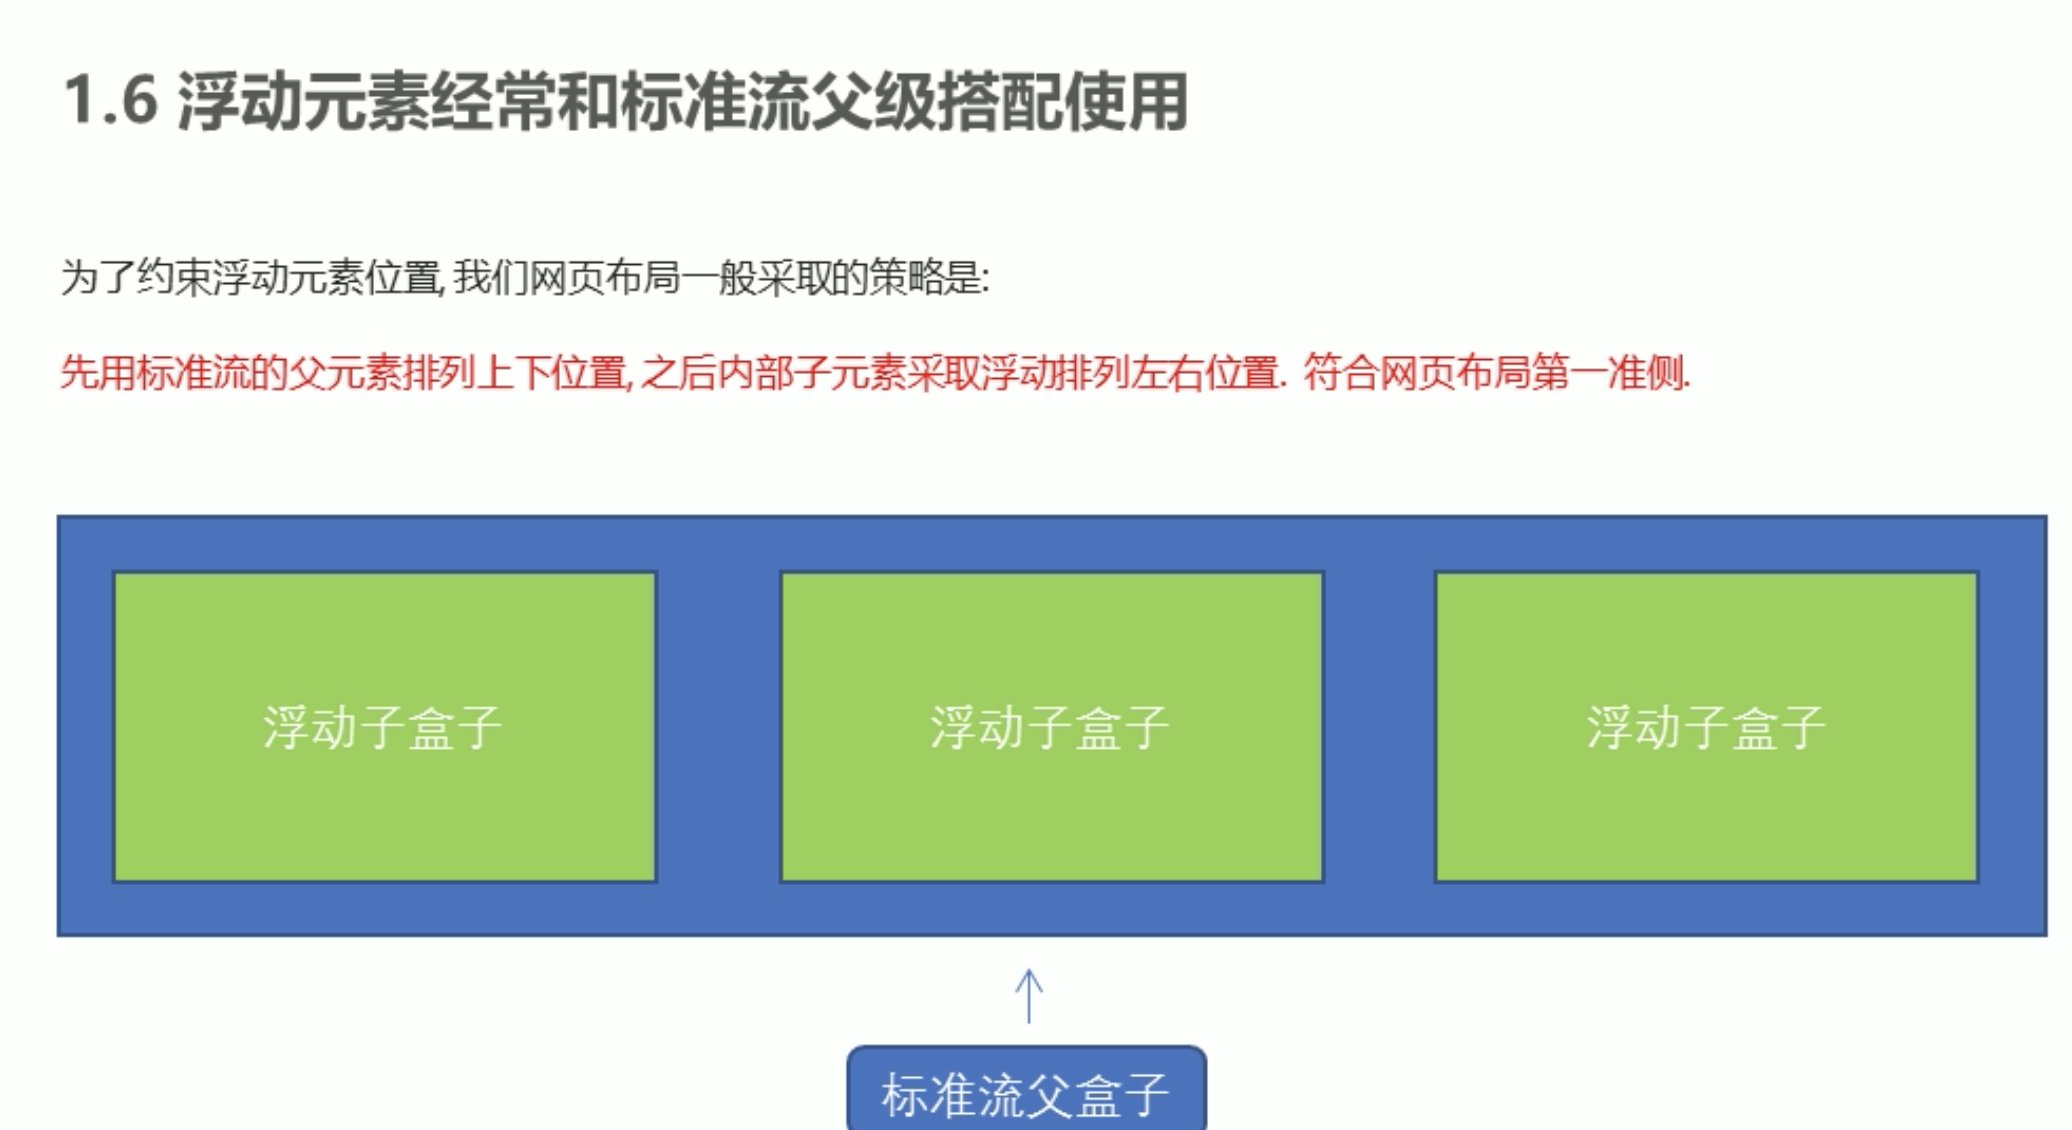 1.6 浮动元素经常和标准流父级搭配使用
为了约束浮动元素位置, 我们网页布局一般采取的策略是:
先用标准流的父元素排列上下位置, 之后内部子元素采取浮动排列左右位置. 符合网页布局第一准侧.
浮动子盒子
浮动子盒子
浮动子盒子
标准流父盒子